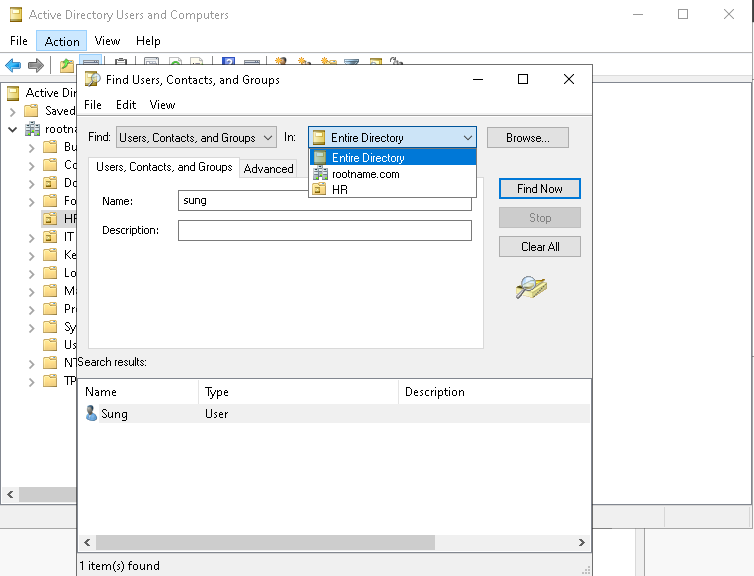 Active Directory Users and Computers
File Action View Help
Active Di
Saved
rootna
Bu
Co
Do
Fo
HR
IT
Ke
Lo
Ma
Pr
Sy
Us
NT
TP
Find Users, Contacts, and Groups
File Edit View
Find: Users, Contacts, and Groups In: Entire Directory Browse...
Entire Directory
rootname.com
HR
Users, Contacts, and Groups Advanced
Name: sung
Description:
Find Now
Stop
Clear All
Search results:
Name Type Description
Sung User
1 item(s) found